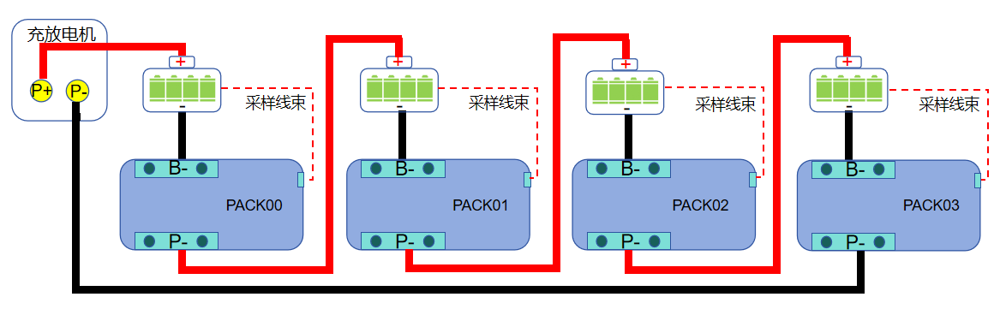 充放电机
P+
P-
+
-
采样线束
B-
PACK00
P-
+
-
采样线束
B-
PACK01
P-
+
-
采样线束
B-
PACK02
P-
+
-
采样线束
B-
PACK03
P-